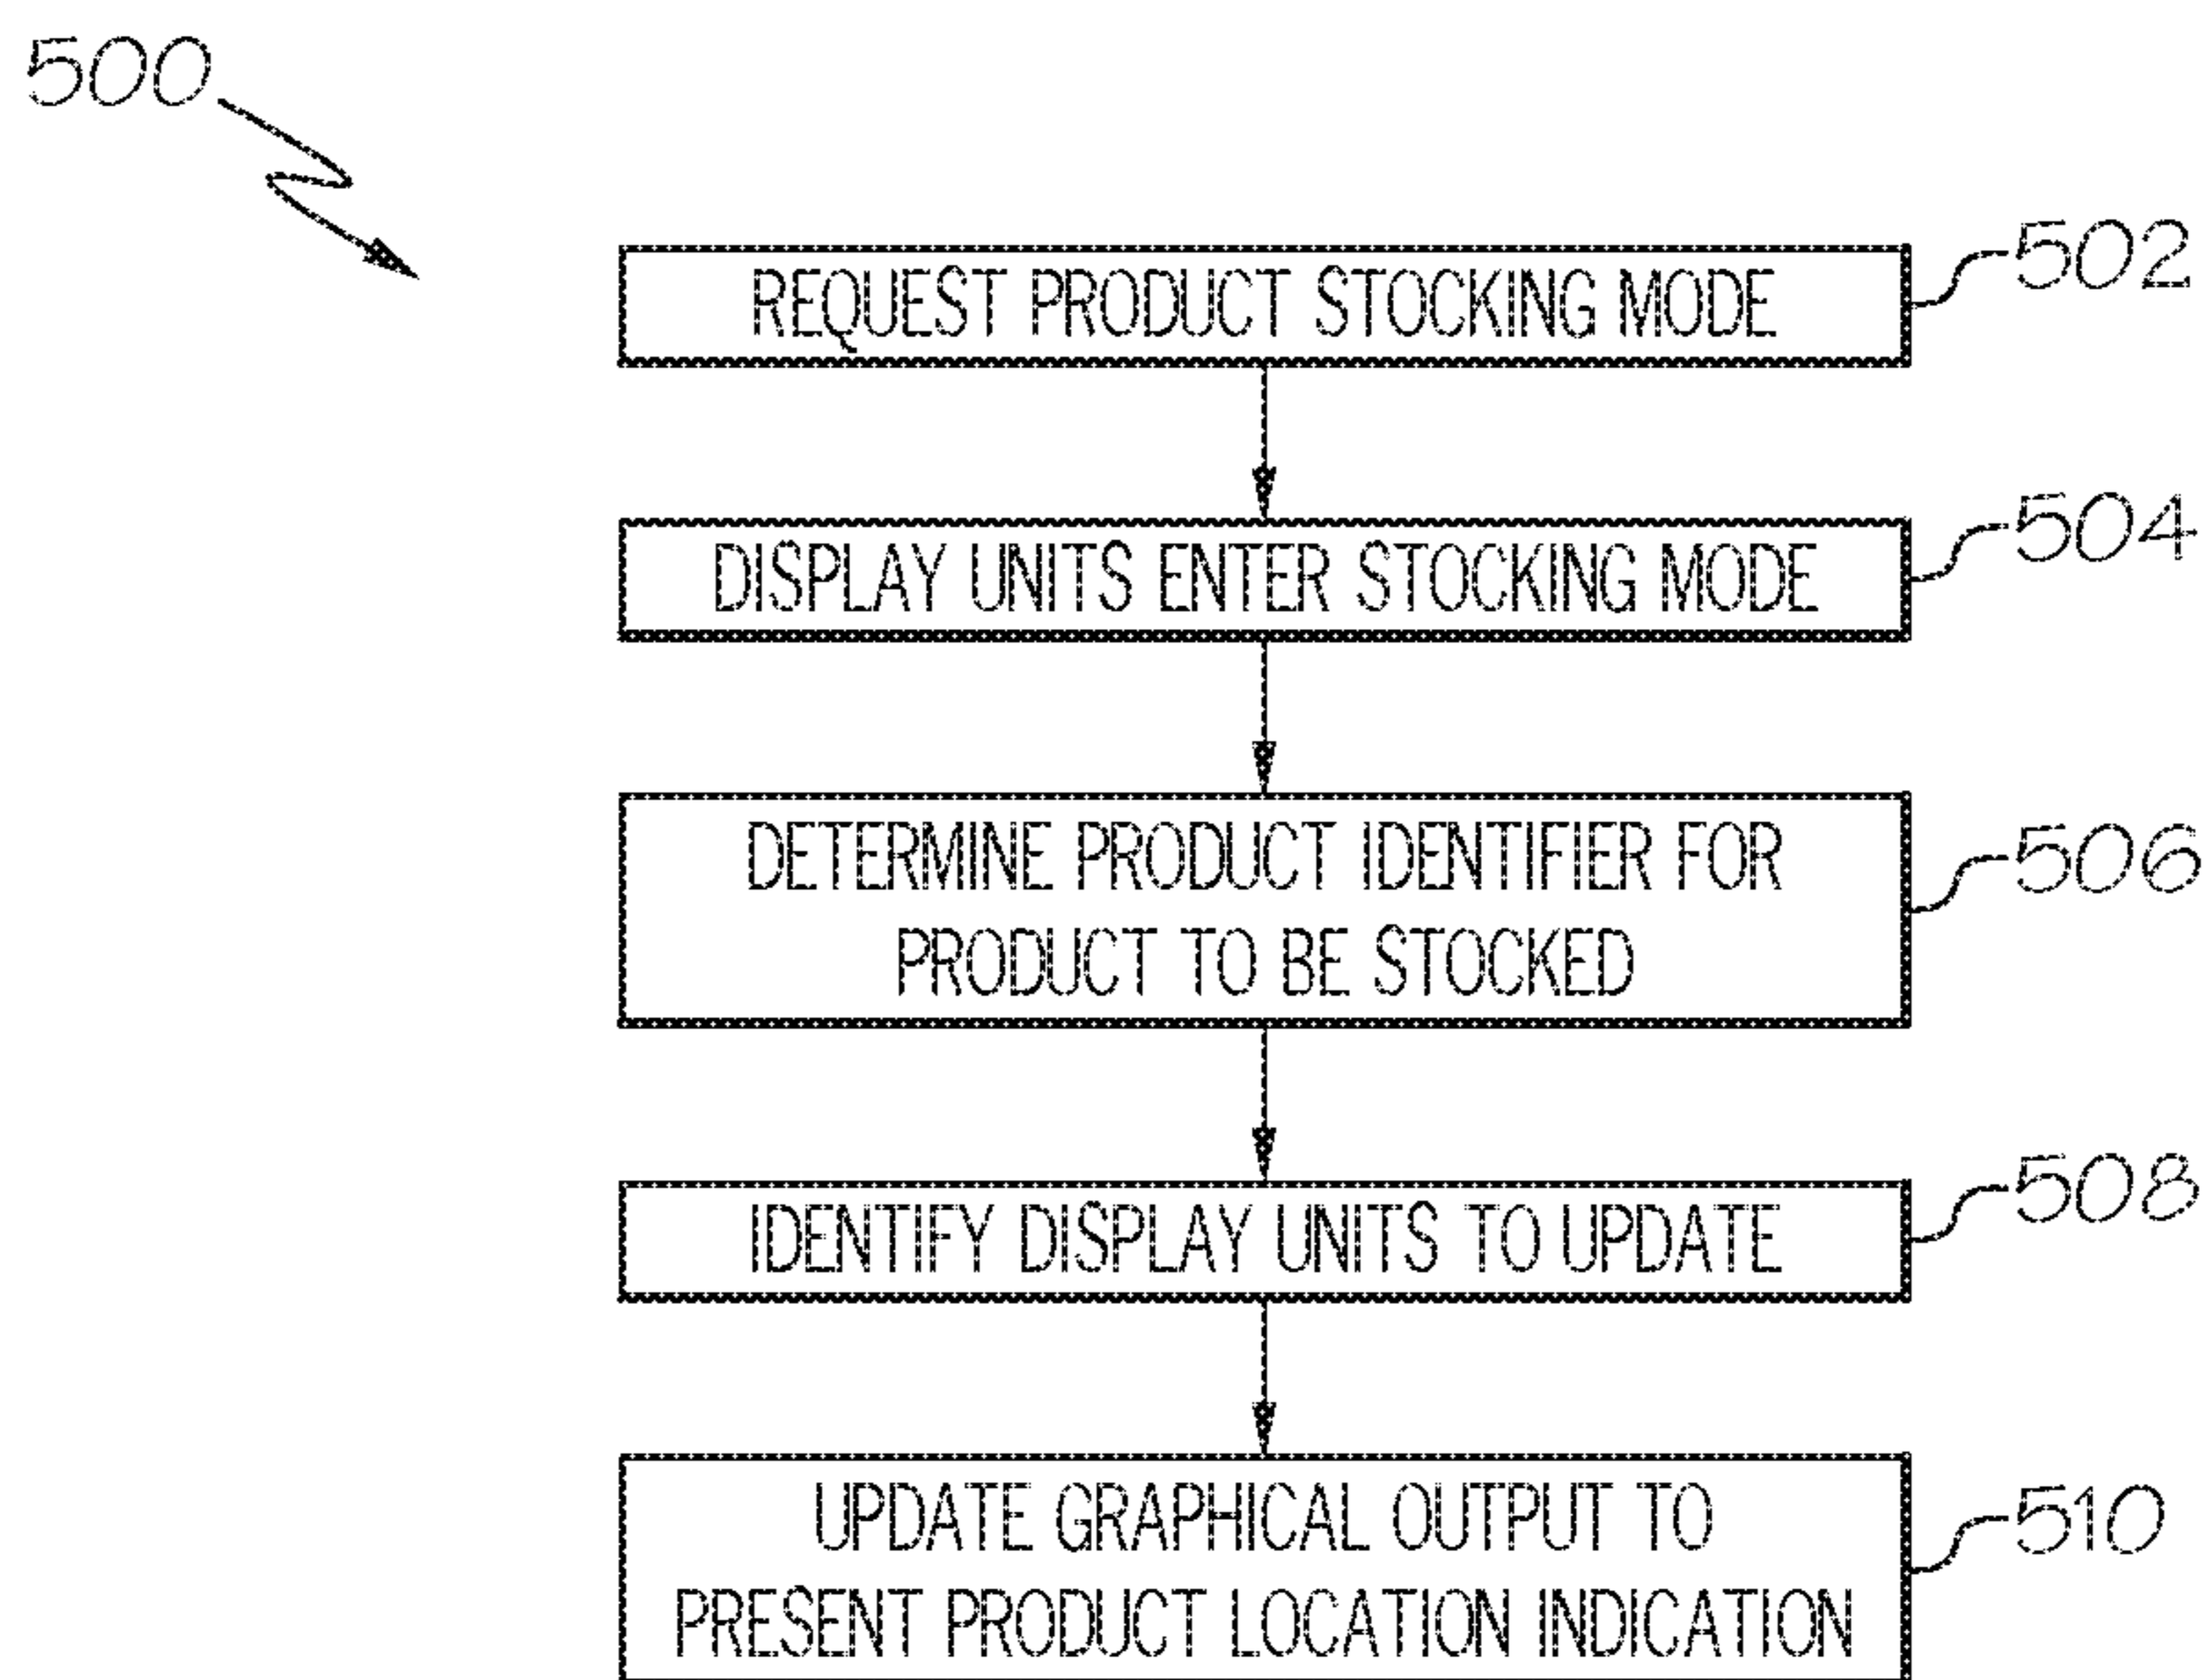 500
REQUEST PRODUCT STOCKING MODE
502
DISPLAY UNITS ENTER STOCKING MODE
504
DETERMINE PRODUCT IDENTIFIER FOR
PRODUCT TO BE STOCKED
506
IDENTIFY DISPLAY UNITS TO UPDATE
508
UPDATE GRAPHICAL OUTPUT TO
PRESENT PRODUCT LOCATION INDICATION
510